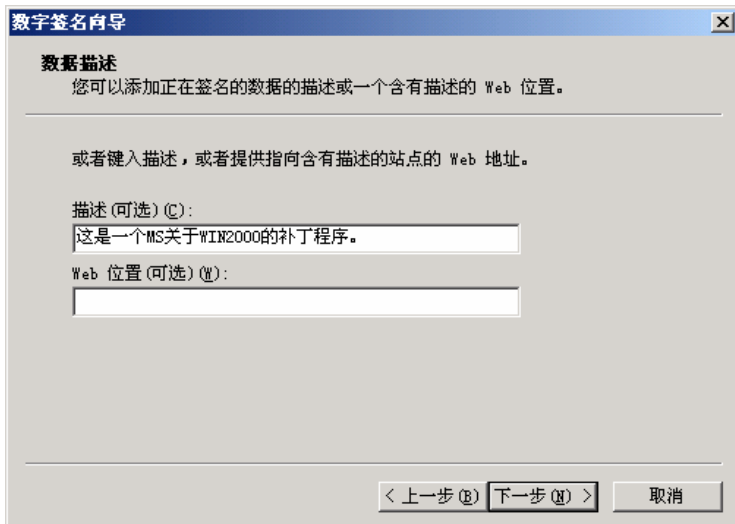 数字签名向导
数据描述
您可以添加正在签名的数据的描述或一个含有描述的 Web 位置。
或者键入描述，或者提供指向含有描述的站点的 Web 地址。
描述(可选)(C):
这是一个MS关于WIN2000的补丁程序。
Web 位置(可选)(W):
< 上一步(B) 下一步(N) > 取消